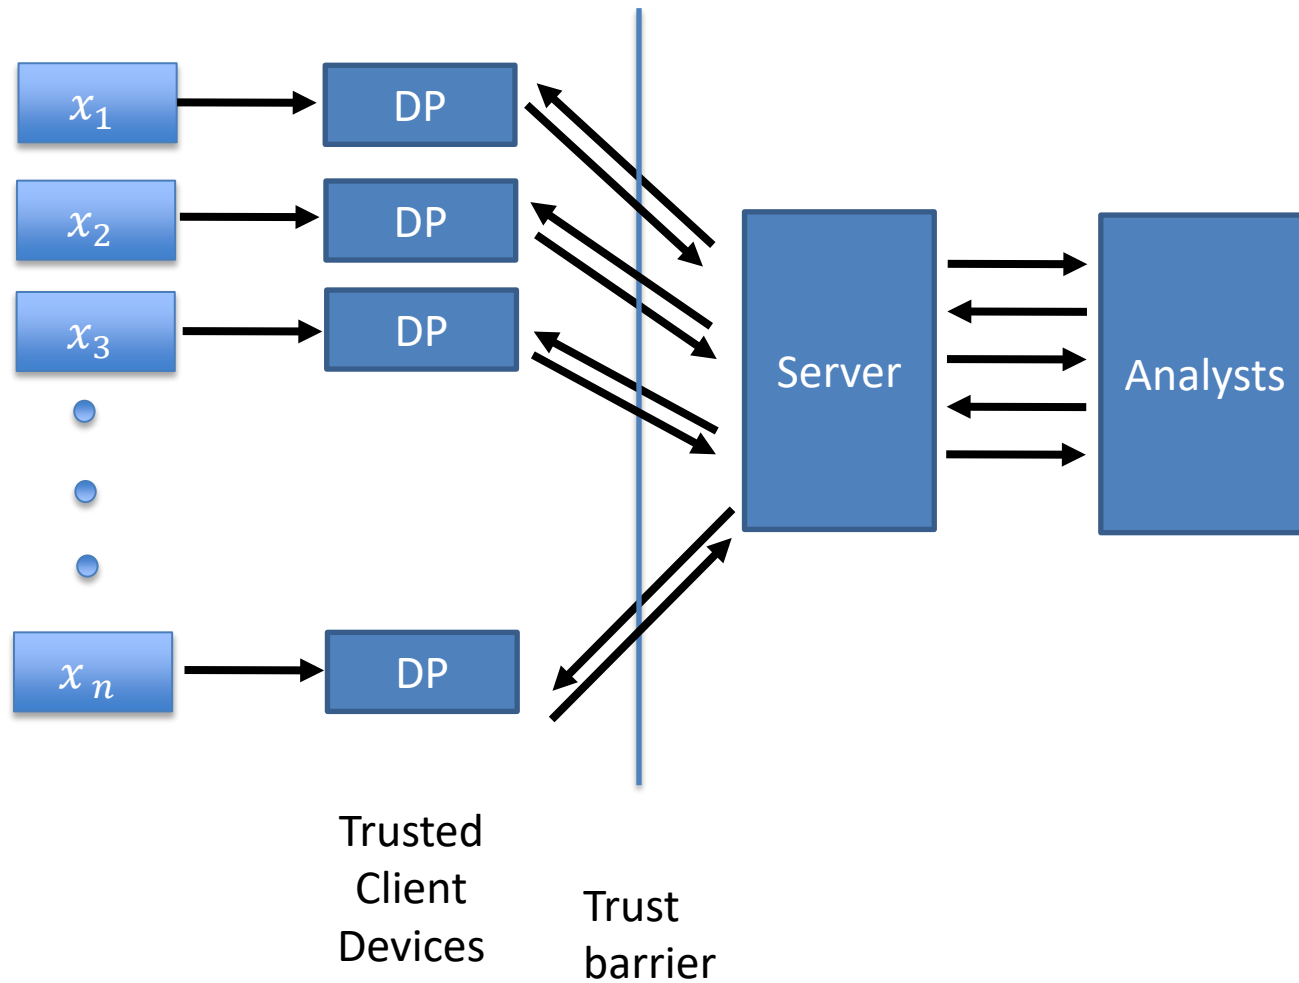 x₁
DP
x₂
DP
x₃
DP
Server
Analysts
xₙ
DP
Trusted
Client
Devices
Trust
barrier